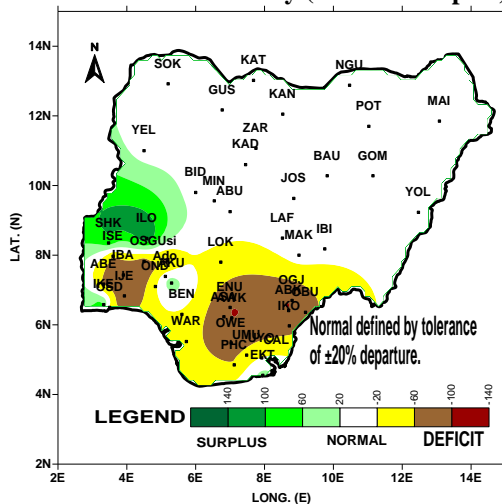 14N
N
SOK
KAT
NGU
GUS
KAN
12N
POT
MAI
YEL
ZAR
KAD
BAU
GOM
BID
MIN
ABU
JOS
10N
YOL
SHK
ILO
LAF
ISE
IBI
MAK
OSG
Usi
LOK
8N
IBA
Ado
ABE
OND
AKU
IJE
OGJ
IKE
OSD
BEN
ENU
ASA
AWK
OBU
IKO
WAR
OWE
Normal defined by tolerance
6N
UMU
UYO
CAL
of ±20% departure.
PHC
EKT
4N
140
100
60
20
-20
-60
-100
-140
LEGEND
SURPLUS
NORMAL
DEFICIT
2N
2E
4E
6E
8E
10E
12E
14E
LAT. (N)
LONG. (E)